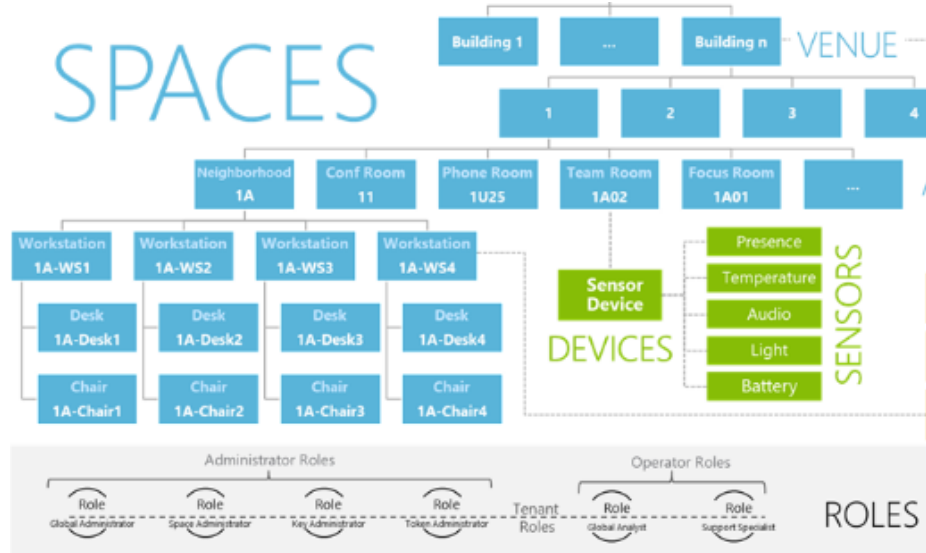 SPACES
Building 1
...
Building n
VENUE
1
2
3
4
Neighborhood
1A
Conf Room
11
Phone Room
1U25
Team Room
1A02
Focus Room
1A01
...
Workstation
1A-WS1
Workstation
1A-WS2
Workstation
1A-WS3
Workstation
1A-WS4
Desk
1A-Desk1
Desk
1A-Desk2
Desk
1A-Desk3
Desk
1A-Desk4
Chair
1A-Chair1
Chair
1A-Chair2
Chair
1A-Chair3
Chair
1A-Chair4
Sensor
Device
DEVICES
Presence
Temperature
Audio
Light
Battery
SENSORS
Administrator Roles
Operator Roles
Role
Global Administrator
Role
Space Administrator
Role
Key Administrator
Role
Token Administrator
Tenant
Roles
Role
Global Analyst
Role
Support Specialist
ROLES